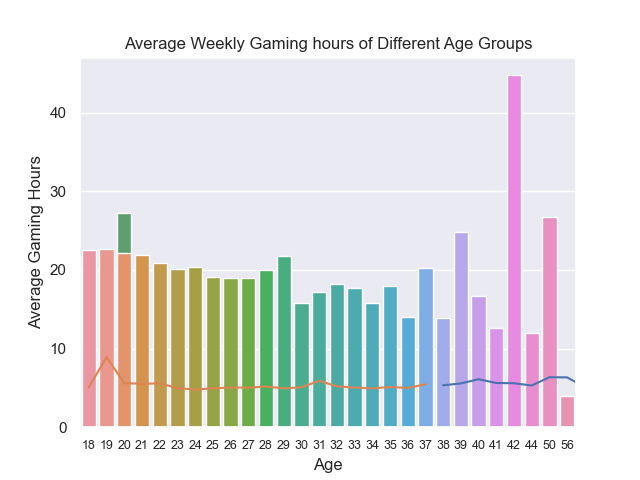 Average Weekly Gaming hours of Different Age Groups
Average Gaming Hours
40
30
20
10
0
18 19 20 21 22 23 24 25 26 27 28 29 30 31 32 33 34 35 36 37 38 39 40 41 42 44 50 56
Age